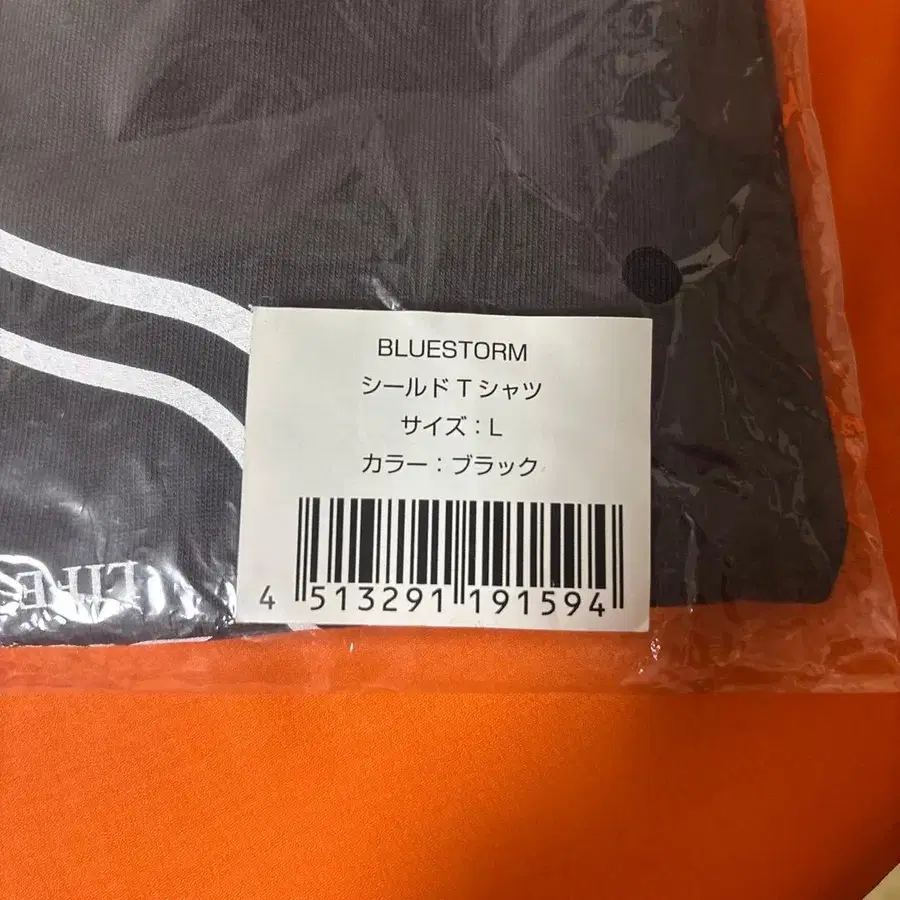 BLUESTORM
シールドTシャツ
サイズ：L
カラー：ブラック
4 513291 191594
LIFE